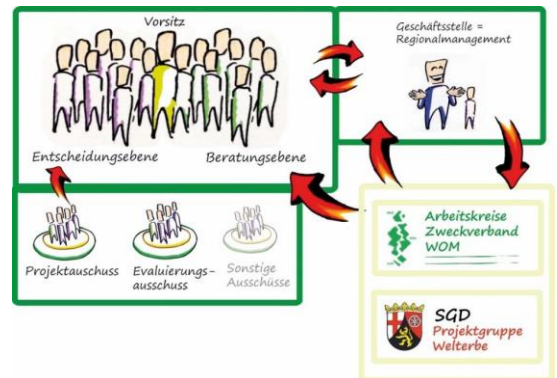 Vorsitz
Entscheidungsebene
Beratungsebene
Geschäftsstelle =
Regionalmanagement
Projektauschuss
Evaluierungs-
ausschuss
Sonstige
Ausschüsse
Arbeitskreise
Zweckverband
WOM
SGD
Projektgruppe
Welterbe